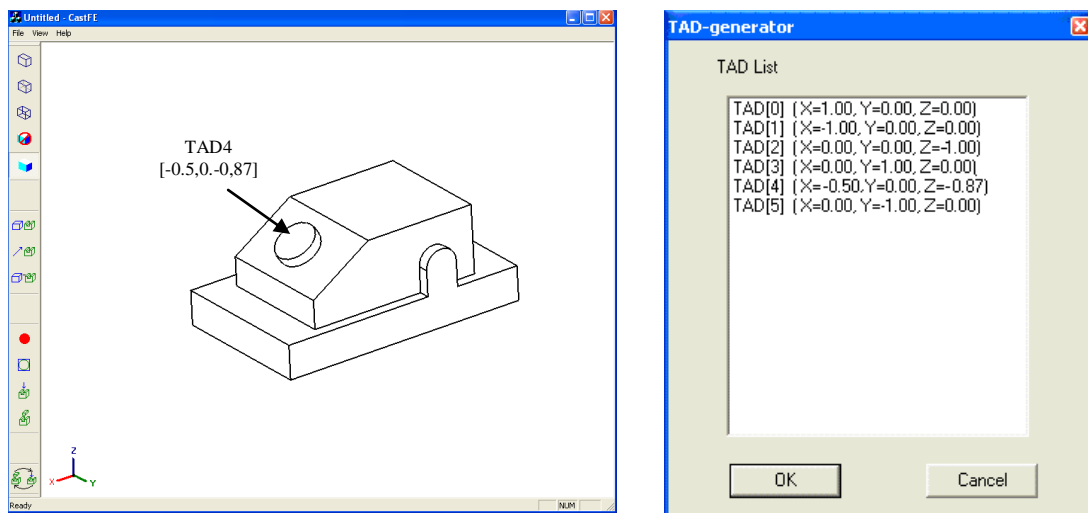 Untitled - CastFE
File View Help
TAD4
[-0.5,0.-0,87]
Z
X
Y
Ready
NUM
TAD-generator
TAD List
TAD[0] (X=1.00, Y=0.00, Z=0.00)
TAD[1] (X=-1.00, Y=0.00, Z=0.00)
TAD[2] (X=0.00, Y=0.00, Z=-1.00)
TAD[3] (X=0.00, Y=1.00, Z=0.00)
TAD[4] (X=-0.50,Y=0.00, Z=-0.87)
TAD[5] (X=0.00, Y=-1.00, Z=0.00)
OK
Cancel